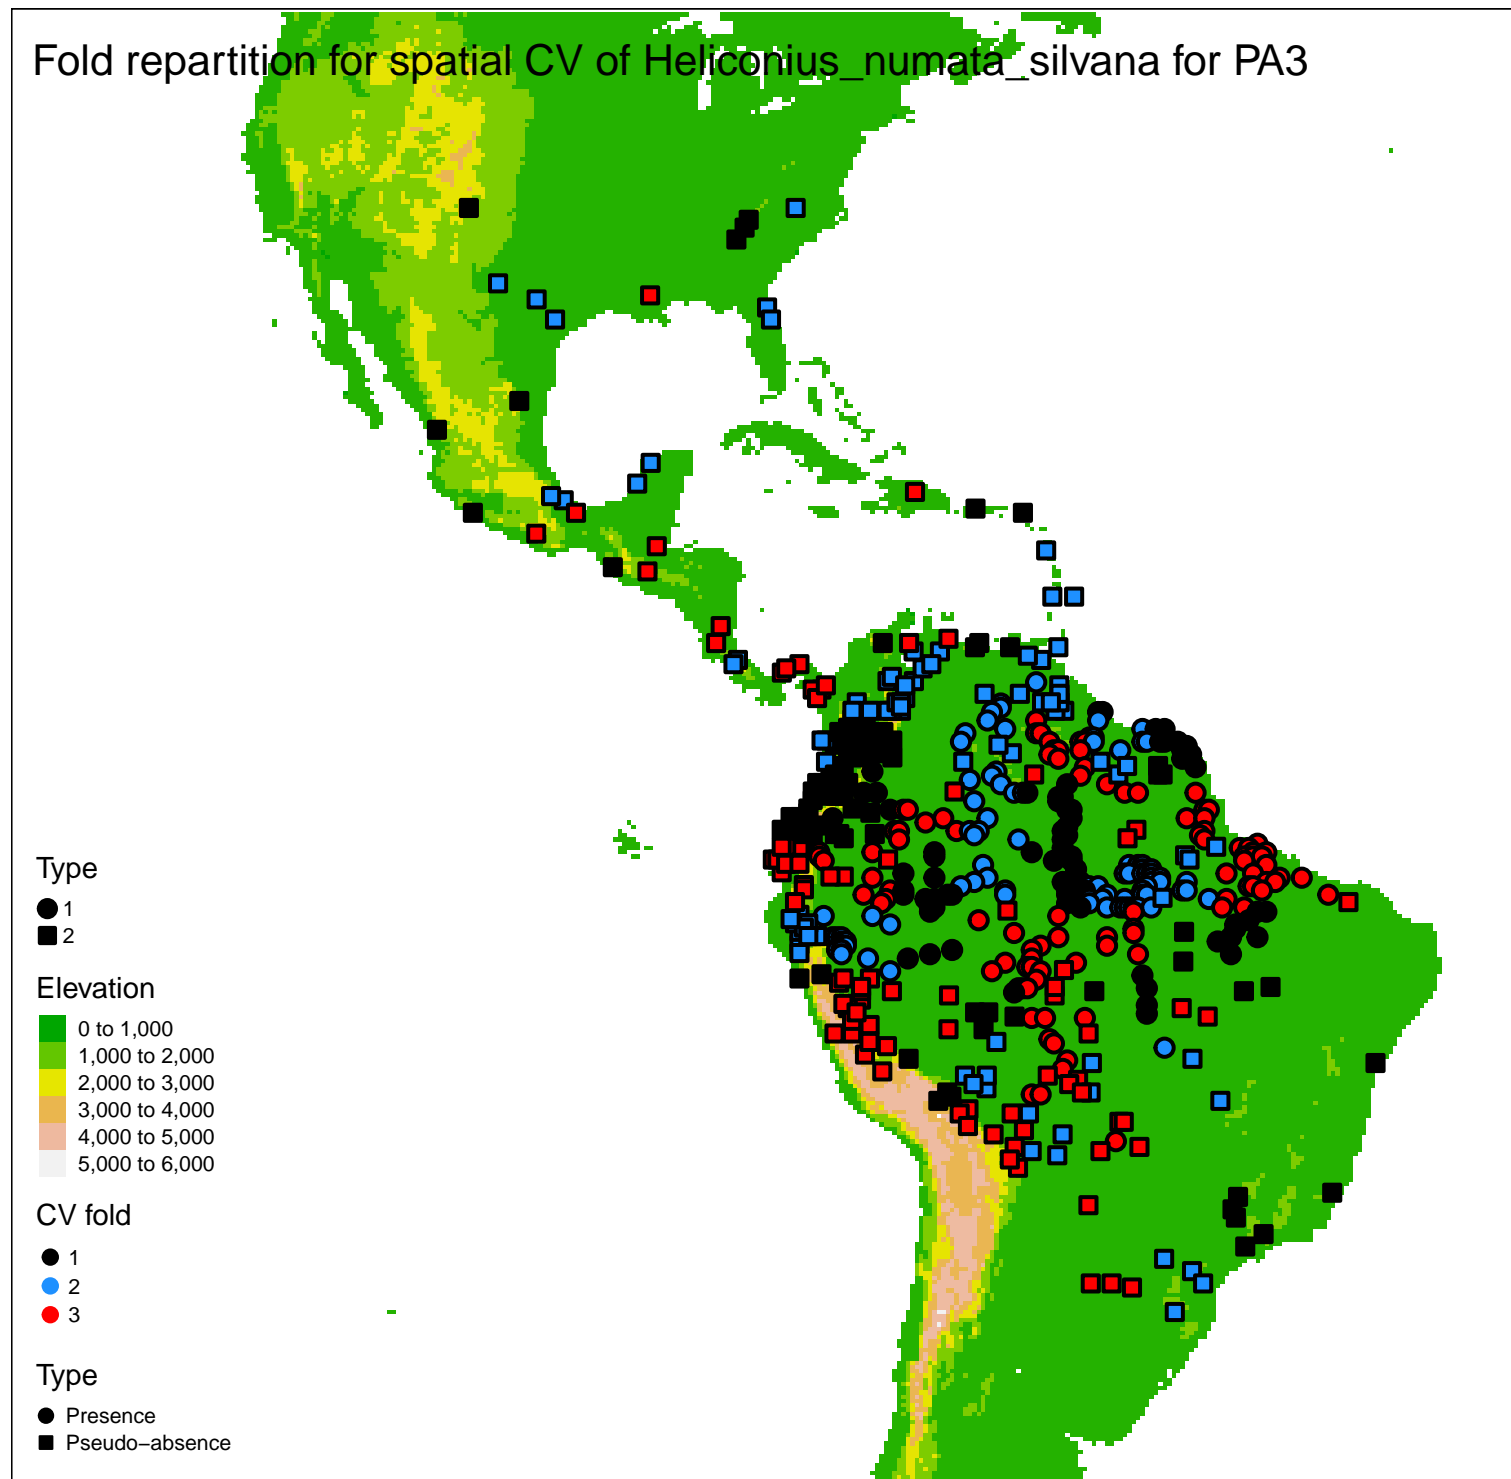 Fold repartition for spatial CV of Heliconius_numata_silvana for PA3
Type
1
2
Elevation
0 to 1,000
1,000 to 2,000
2,000 to 3,000
3,000 to 4,000
4,000 to 5,000
5,000 to 6,000
CV fold
1
2
3
Type
Presence
Pseudo−absence